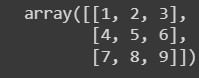 array([[1, 2, 3],
       [4, 5, 6],
       [7, 8, 9]])